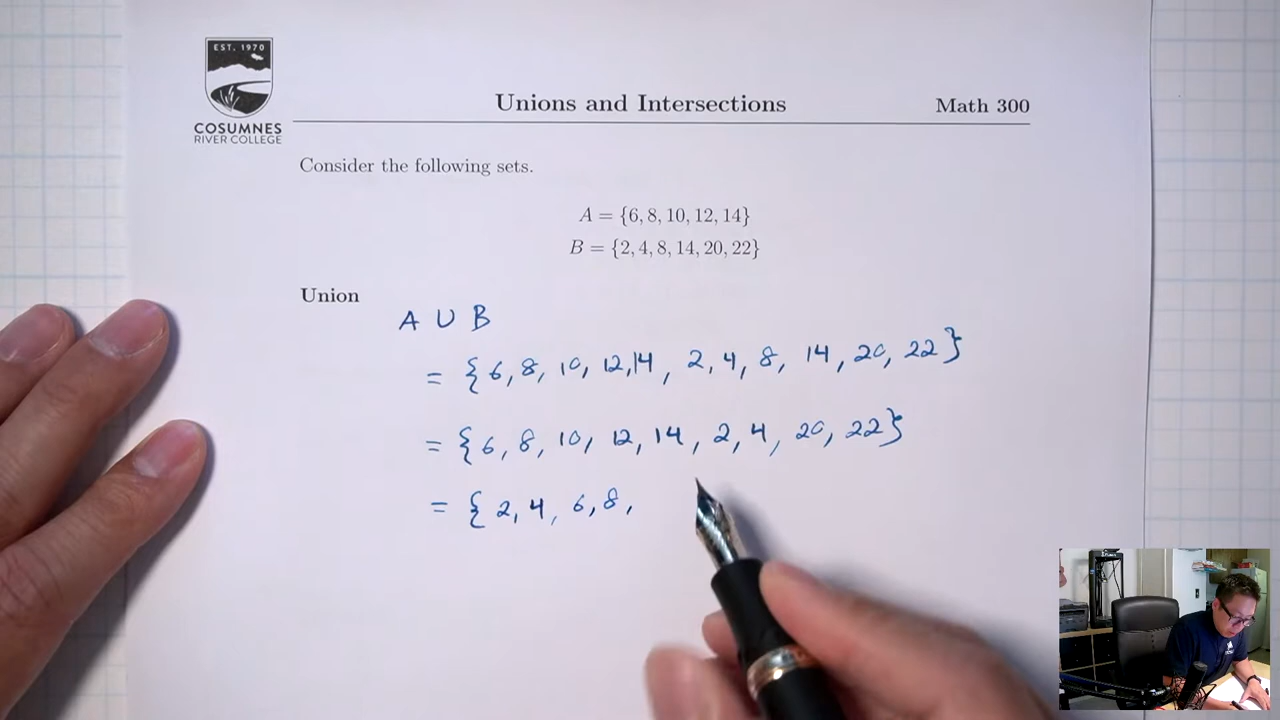 EST. 1970
COSUMNES
RIVER COLLEGE
Unions and Intersections
Math 300
Consider the following sets.
A = {6, 8, 10, 12, 14}
B = {2, 4, 8, 14, 20, 22}
Union
A ∪ B
= {6, 8, 10, 12, 14, 2, 4, 8, 14, 20, 22}
= {6, 8, 10, 12, 14, 2, 4, 20, 22}
= { 2, 4, 6, 8,